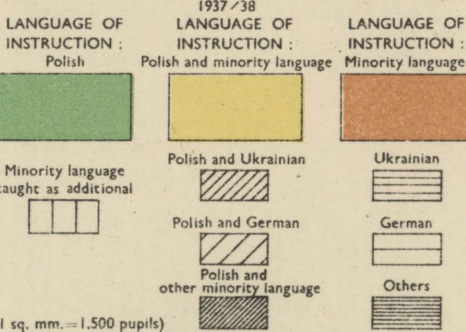 1937/38
LANGUAGE OF
INSTRUCTION :
Polish
LANGUAGE OF
INSTRUCTION :
Polish and minority language
LANGUAGE OF
INSTRUCTION :
Minority language
Minority language
taught as additional
Polish and Ukrainian
Polish and German
Polish and
other minority language
Ukrainian
German
Others
1 sq. mm.=1,500 pupils)